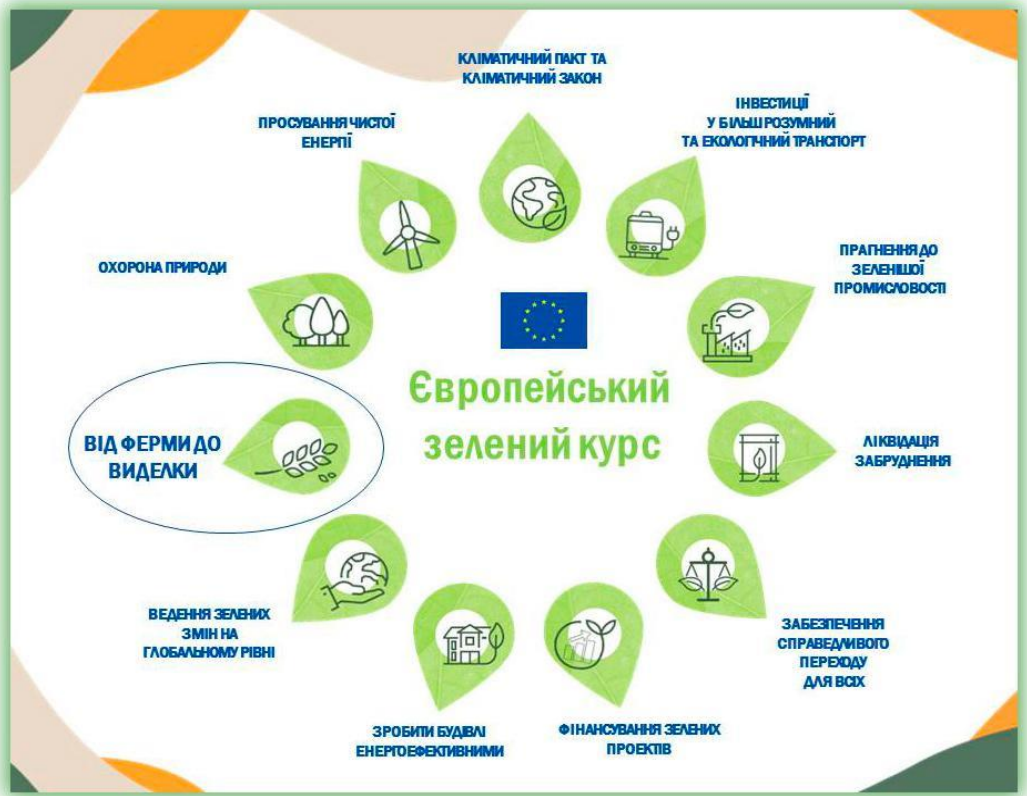 КЛІМАТИЧНИЙ ПАКТ ТА
КЛІМАТИЧНИЙ ЗАКОН
ІНВЕСТИЦІЇ
У БІЛЬШ РОЗУМНИЙ
ТА ЕКОЛОГІЧНИЙ ТРАНСПОРТ
ПРОСУВАННЯ ЧИСТОЇ
ЕНЕРГІЇ
ПРАГНЕННЯ ДО
ЗЕЛЕНІШОЇ
ПРОМИСЛОВОСТІ
ОХОРОНА ПРИРОДИ
Європейський
зелений курс
ВІД ФЕРМИ ДО
ВИДЕЛКИ
ЛІКВІДАЦІЯ
ЗАБРУДНЕННЯ
ВЕДЕННЯ ЗЕЛЕНИХ
ЗМІН НА
ГЛОБАЛЬНОМУ РІВНІ
ЗАБЕЗПЕЧЕННЯ
СПРАВЕДЛИВОГО
ПЕРЕХОДУ
ДЛЯ ВСІХ
ЗРОБИТИ БУДІВЛІ
ЕНЕРГОЕФЕКТИВНИМИ
ФІНАНСУВАННЯ ЗЕЛЕНИХ
ПРОЕКТІВ